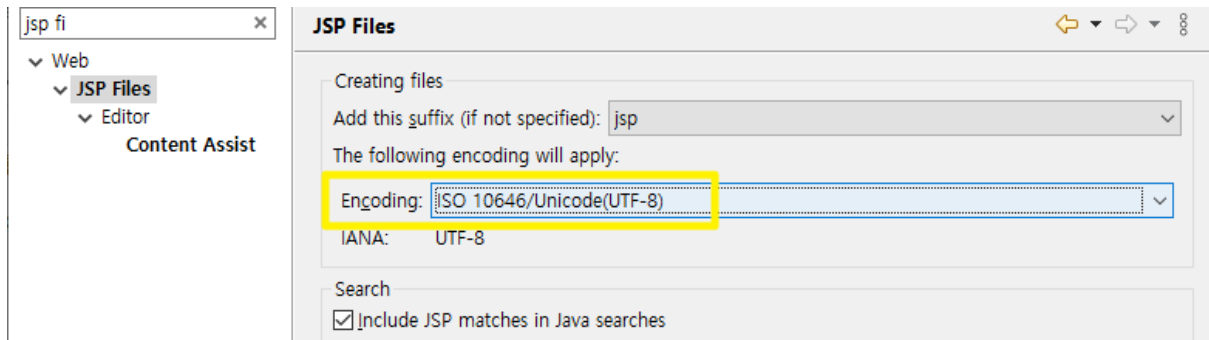 jsp fi
Web
JSP Files
Editor
Content Assist
JSP Files
Creating files
Add this suffix (if not specified): jsp
The following encoding will apply:
Encoding: ISO 10646/Unicode(UTF-8)
IANA: UTF-8
Search
Include JSP matches in Java searches